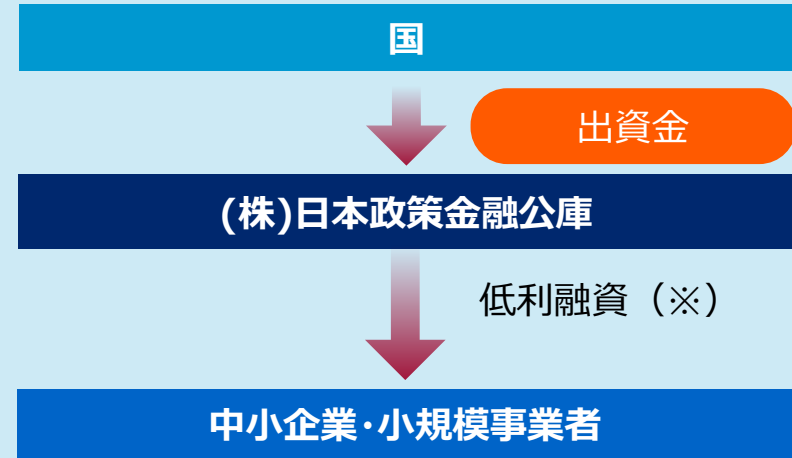 国
出資金
(株)日本政策金融公庫
低利融資（※）
中小企業･小規模事業者